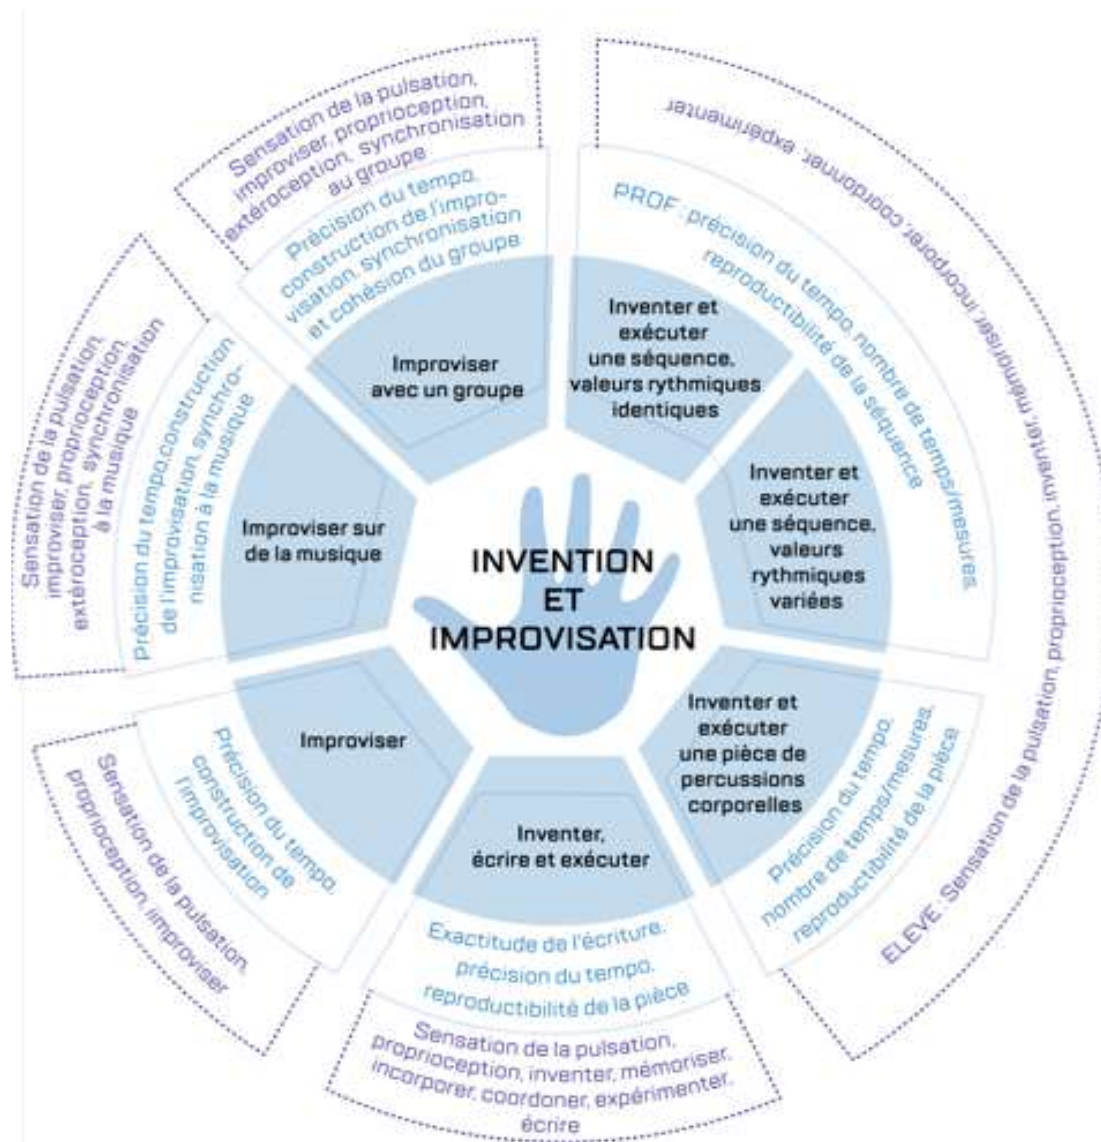 INVENTION
ET
IMPROVISATION
Inventer et
exécuter
une séquence,
valeurs rythmiques
identiques
Inventer et
exécuter
une séquence,
valeurs
rythmiques
variées
PROF : précision du tempo, nombre de temps/mesures,
reproductibilité de la séquence
Inventer et
exécuter
une pièce de
percussions
corporelles
Précision du tempo,
nombre de temps/mesures,
reproductibilité de la pièce
ELEVE : Sensation de la pulsation, proprioception, inventer, mémoriser, incorporer, coordonner, expérimenter
Inventer,
écrire et exécuter
Exactitude de l'écriture,
précision du tempo,
reproductibilité de la pièce
Sensation de la pulsation,
proprioception, inventer, mémoriser,
incorporer, coordoner, expérimenter,
écrire
Improviser
Précision du tempo,
construction de
l'improvisation
Sensation de la pulsation,
proprioception, iimproviser
Improviser sur
de la musique
Précision du tempo,construction
de l'improvisation, synchro-
nisation à la musique
Sensation de la pulsation,
improviser, proprioception,
extéroception, synchronisation
à la musique
Improviser
avec un groupe
Précision du tempo,
construction de l'impro-
visation, synchronisation
et cohésion du groupe
Sensation de la pulsation,
improviser, proprioception,
extéroception, synchronisation
au groupe